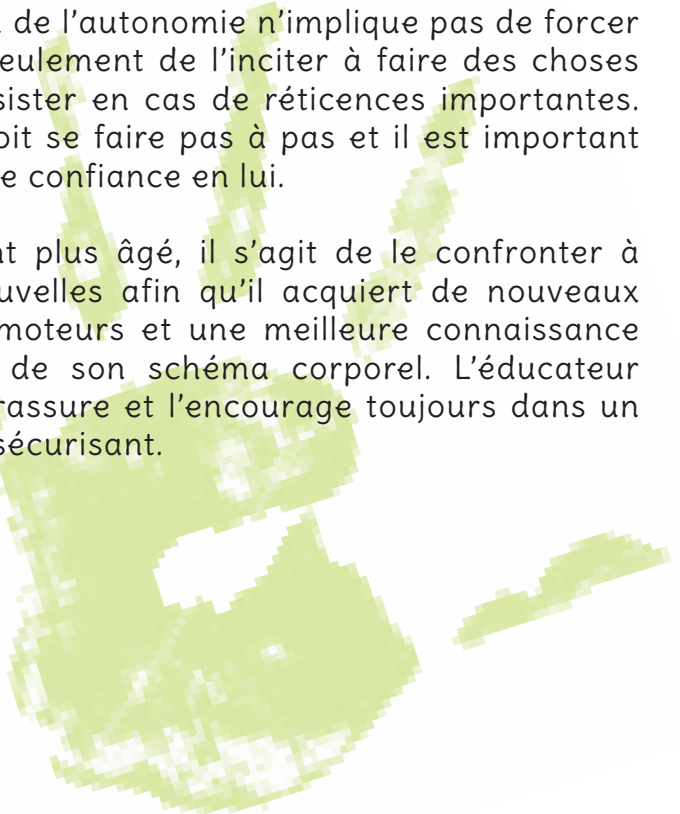 de l’autonomie n’implique pas de forcer
eulement de l’inciter à faire des choses
sister en cas de réticences importantes.
oit se faire pas à pas et il est important
e confiance en lui.
nt plus âgé, il s’agit de le confronter à
uvelles afin qu’il acquiert de nouveaux
moteurs et une meilleure connaissance
de son schéma corporel. L’éducateur
rassure et l’encourage toujours dans un
sécurisant.